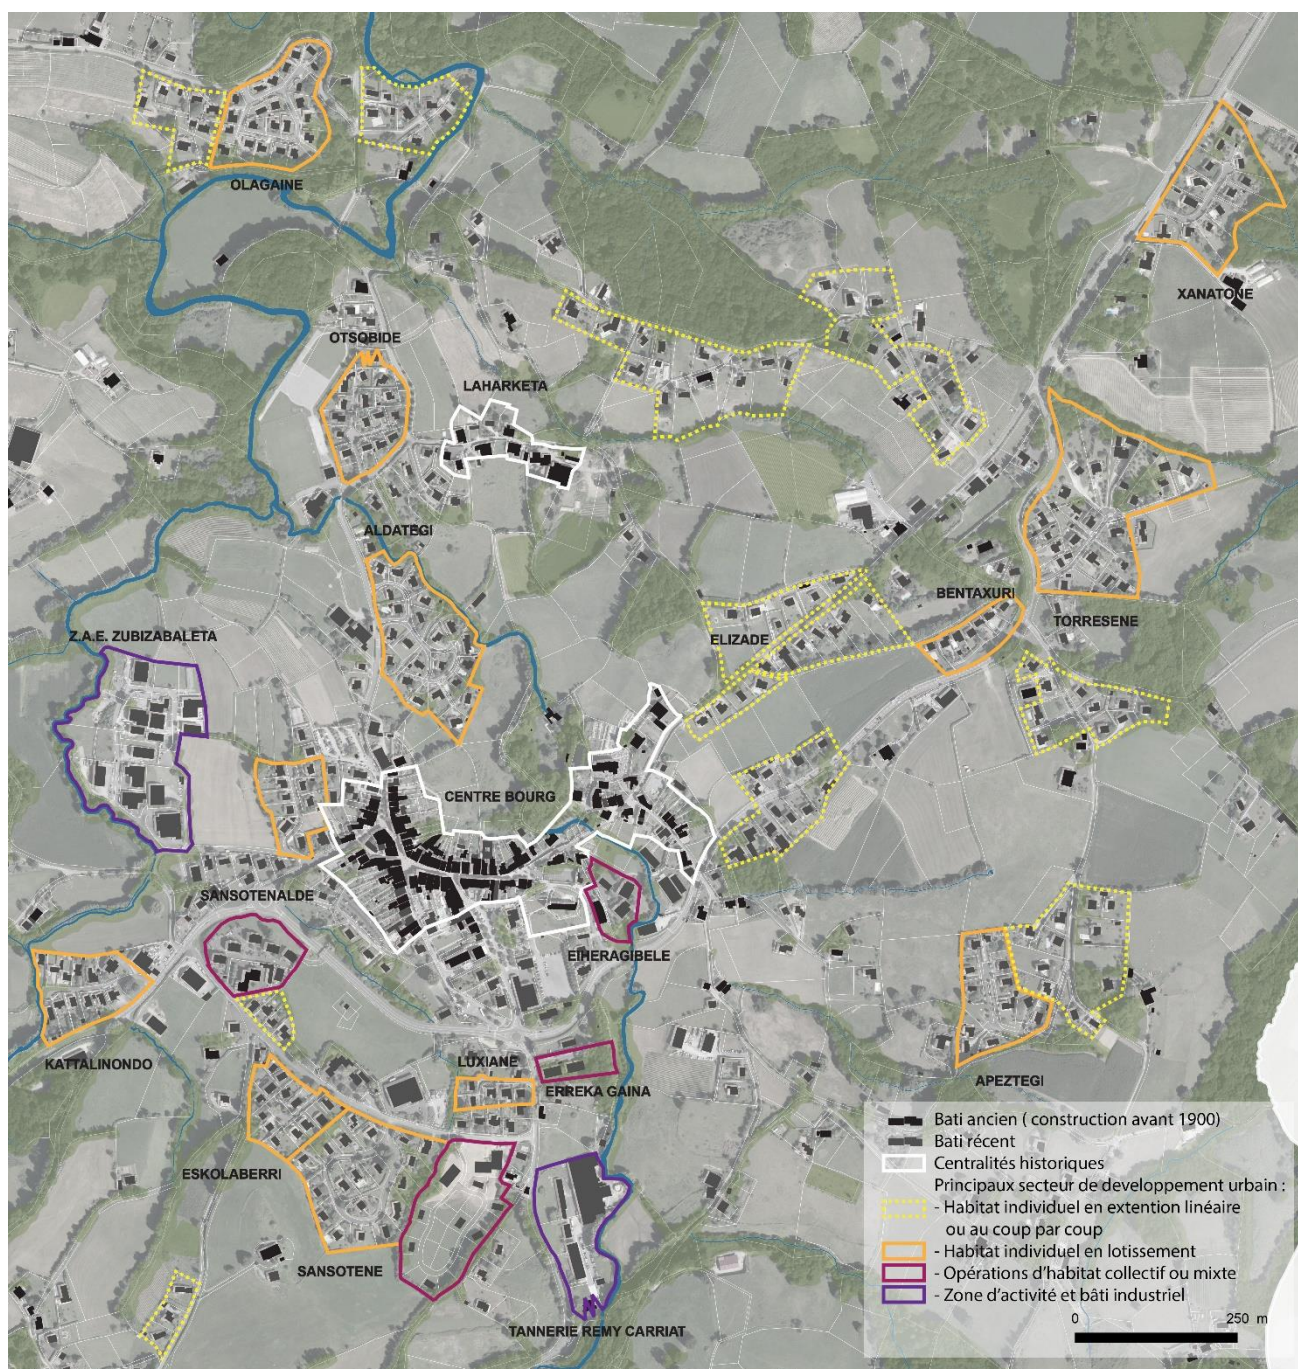 OLAGAINE
XANATONE
OTSOBIDE
LAHARKETA
ALDATEGI
BENTAXURI
TORRESENE
Z.A.E. ZUBIZABALETA
ELIZADE
CENTRE BOURG
SANSOTENALDE
EIHERAGIBELE
KATTALINONDO
LUXIANE
ERREKA GAINA
APEZTEGI
ESKOLABERRI
SANSOTENE
TANNERIE REMY CARRIAT
Bati ancien ( construction avant 1900)
Bati récent
Centralités historiques
Principaux secteur de developpement urbain :
- Habitat individuel en extention linéaire
ou au coup par coup
- Habitat individuel en lotissement
- Opérations d'habitat collectif ou mixte
- Zone d'activité et bâti industriel
0 250 m